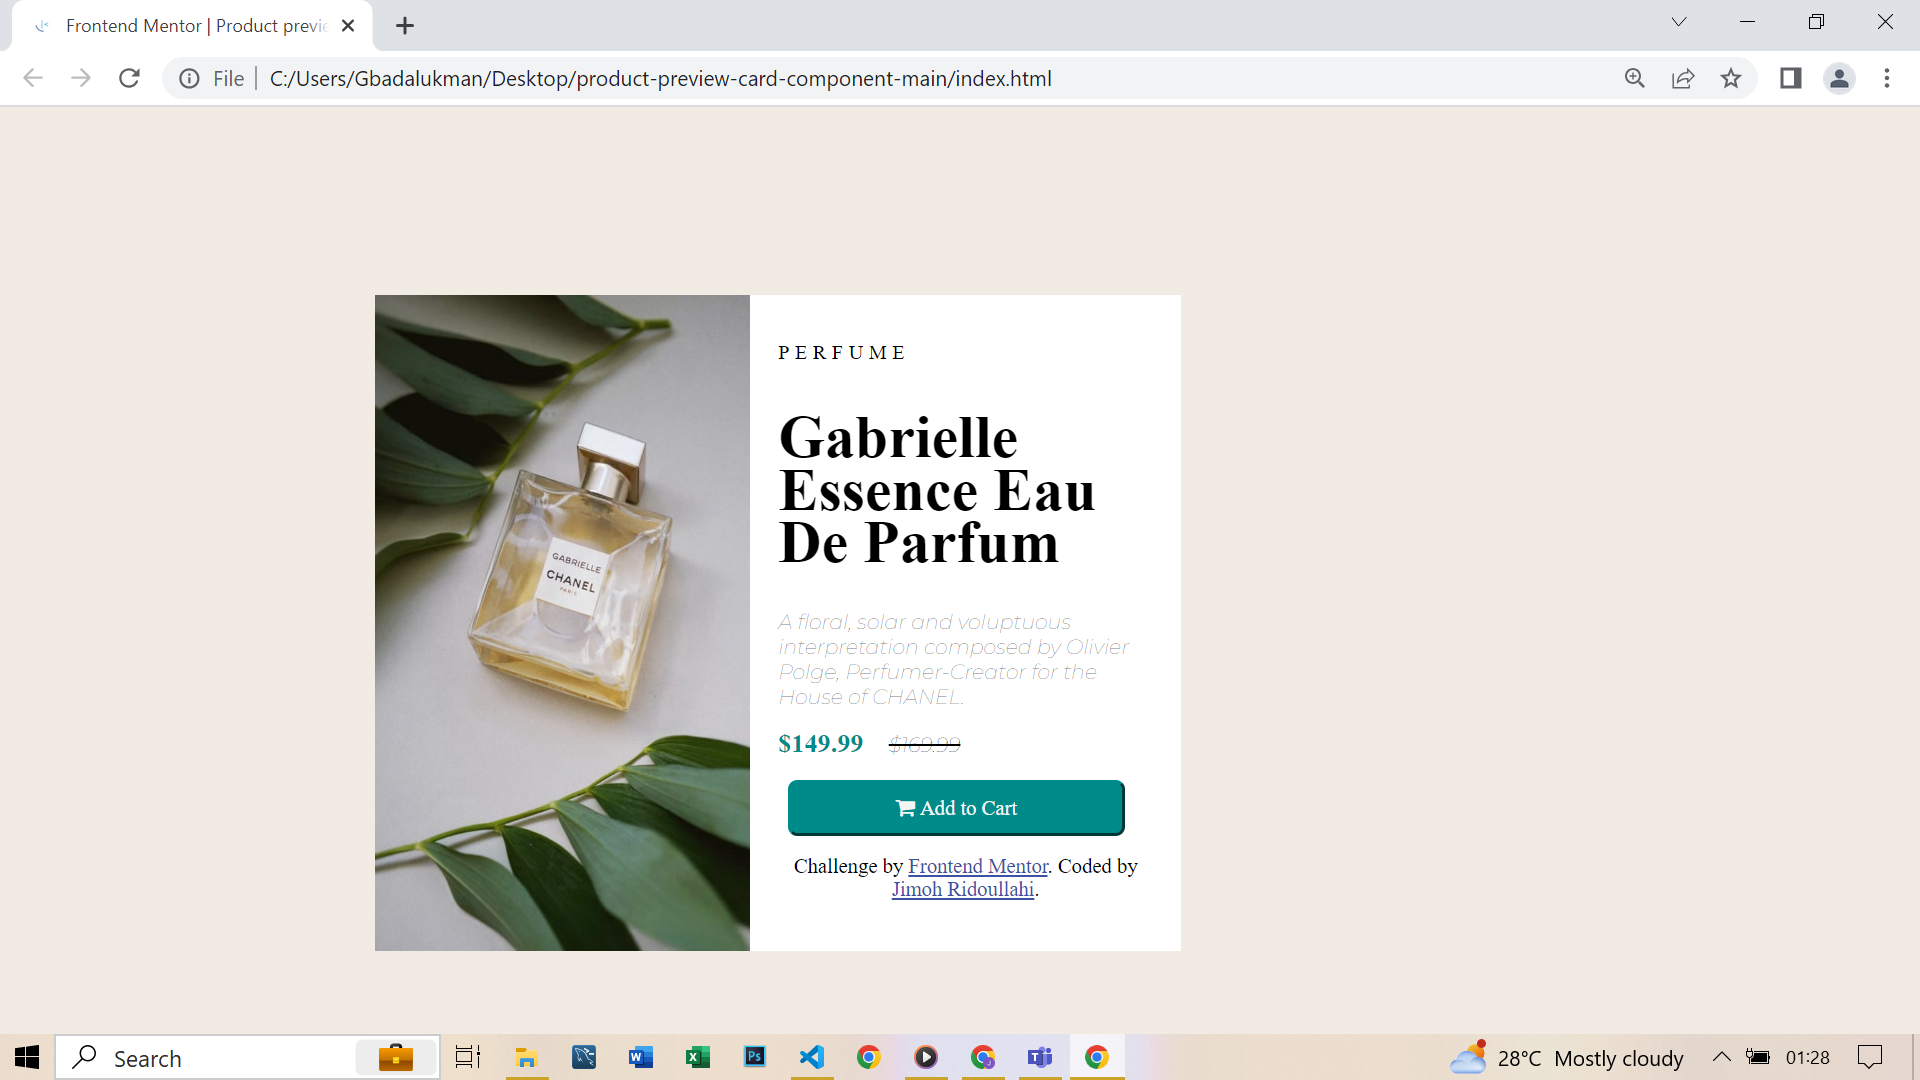 Frontend Mentor | Product previe
File
C:/Users/Gbadalukman/Desktop/product-preview-card-component-main/index.html
PERFUME
Gabrielle
Essence Eau
De Parfum
A floral, solar and voluptuous
interpretation composed by Olivier
Polge, Perfumer-Creator for the
House of CHANEL.
$149.99 $169.99
Add to Cart
Challenge by Frontend Mentor. Coded by
Jimoh Ridoullahi.
GABRIELLE
CHANEL
PARIS
Search
W
X
Ps
J
T
28°C Mostly cloudy
01:28